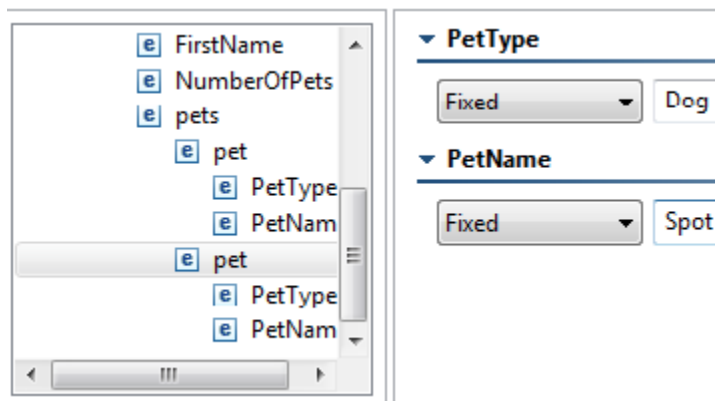 FirstName
NumberOfPets
pets
pet
PetType
PetNam
pet
PetType
PetNam
PetType
Fixed
Dog
PetName
Fixed
Spot